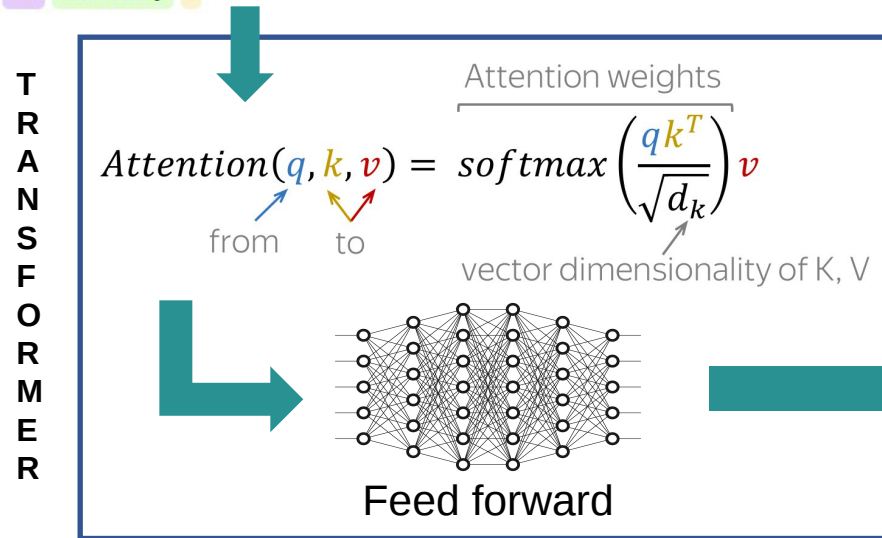 TRANSFORMER
Attention weights
Attention(q, k, v) = softmax(qk^T / √d_k) v
from to
vector dimensionality of K, V
Feed forward